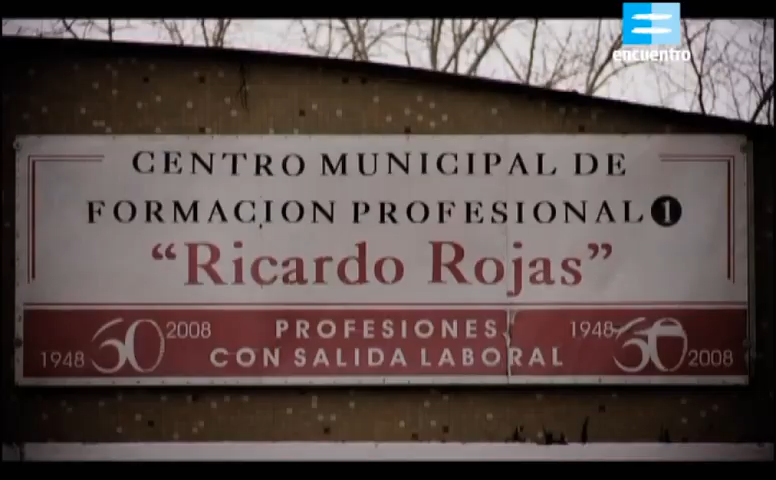 encuentro
CENTRO MUNICIPAL DE
FORMACION PROFESIONAL 1
“Ricardo Rojas”
1948 60 2008 PROFESIONES 1948 60 2008
CON SALIDA LABORAL